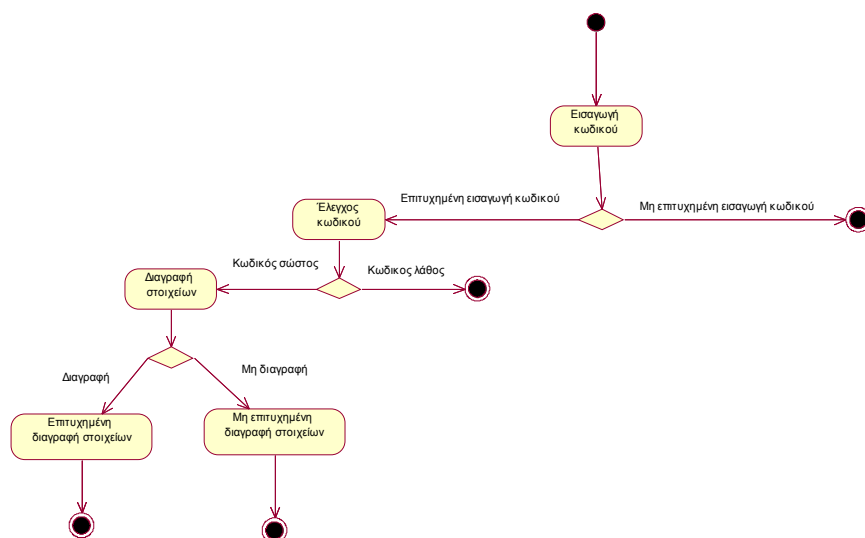 Εισαγωγή
κωδικού
Επιτυχημένη εισαγωγή κωδικού
Μη επιτυχημένη εισαγωγή κωδικού
Έλεγχος
κωδικού
Κωδικός σώστος
Κωδικος λάθος
Διαγραφή
στοιχείων
Διαγραφή
Μη διαγραφή
Επιτυχημένη
διαγραφή στοιχείων
Μη επιτυχημένη
διαγραφή στοιχείων